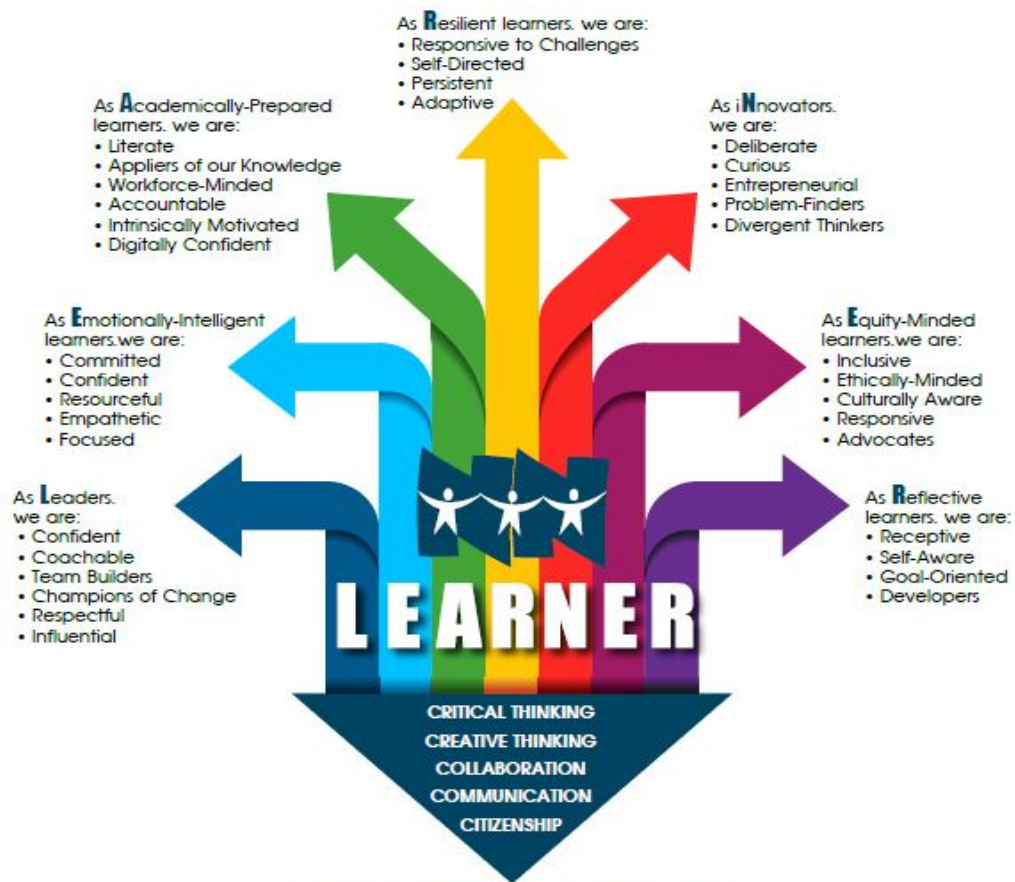 As Resilient learners. we are:
• Responsive to Challenges
• Self-Directed
• Persistent
• Adaptive
As Academically-Prepared
learners. we are:
• Literate
• Appliers of our Knowledge
• Workforce-Minded
• Accountable
• Intrinsically Motivated
• Digitally Confident
As iNnovators.
we are:
• Deliberate
• Curious
• Entrepreneurial
• Problem-Finders
• Divergent Thinkers
As Emotionally-Intelligent
learners.we are:
• Committed
• Confident
• Resourceful
• Empathetic
• Focused
As Equity-Minded
learners.we are:
• Inclusive
• Ethically-Minded
• Culturally Aware
• Responsive
• Advocates
As Leaders.
we are:
• Confident
• Coachable
• Team Builders
• Champions of Change
• Respectful
• Influential
As Reflective
learners. we are:
• Receptive
• Self-Aware
• Goal-Oriented
• Developers
LEARNER
CRITICAL THINKING
CREATIVE THINKING
COLLABORATION
COMMUNICATION
CITIZENSHIP